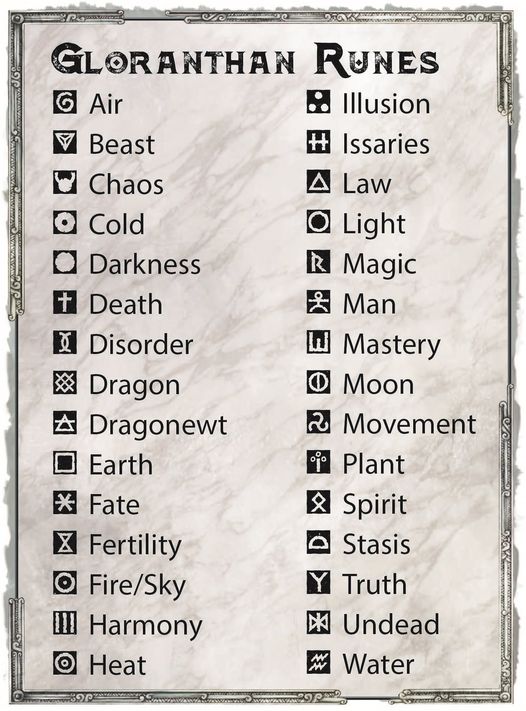 Gloranthan Runes
Air
Beast
Chaos
Cold
Darkness
Death
Disorder
Dragon
Dragonewt
Earth
Fate
Fertility
Fire/Sky
Harmony
Heat
Illusion
Issaries
Law
Light
Magic
Man
Mastery
Moon
Movement
Plant
Spirit
Stasis
Truth
Undead
Water